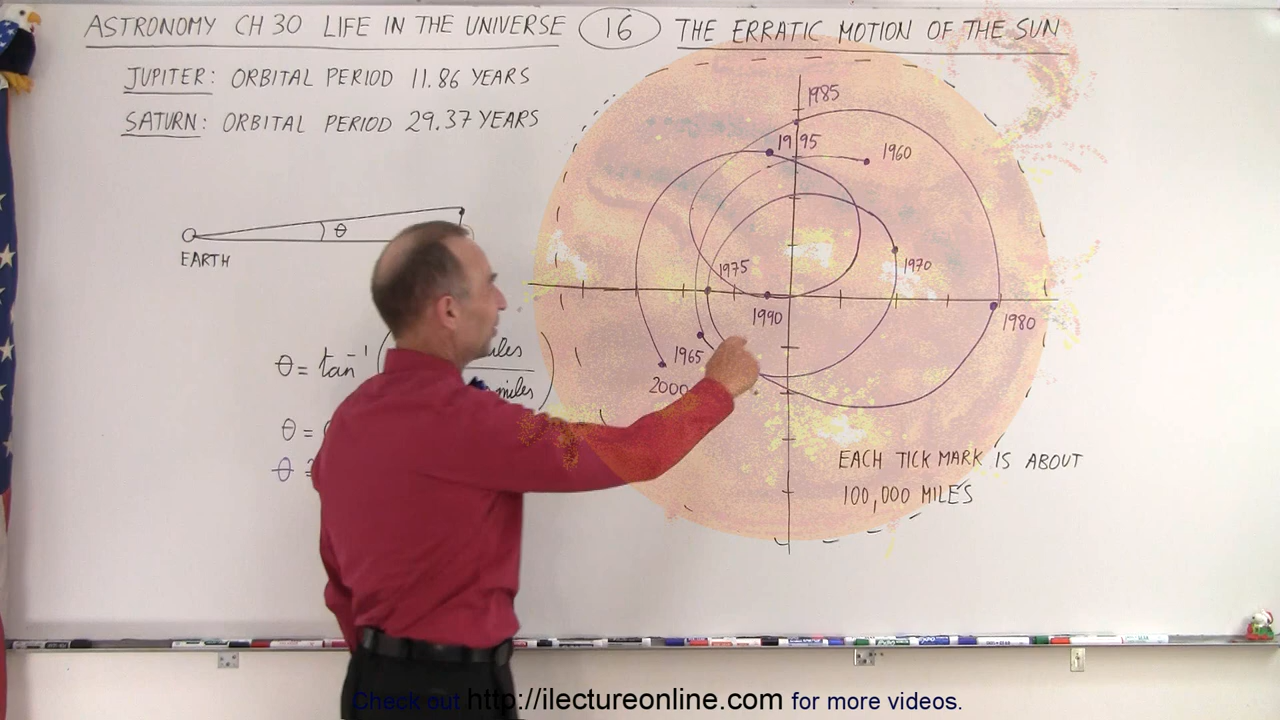 ASTRONOMY CH 30 LIFE IN THE UNIVERSE 16 THE ERRATIC MOTION OF THE SUN
JUPITER: ORBITAL PERIOD 11.86 YEARS
SATURN: ORBITAL PERIOD 29.37 YEARS
1985
1995
1960
θ
EARTH
1970
1975
1990
1980
1965
2000
θ = tan⁻¹ (
miles
θ =
θ
EACH TICK MARK IS ABOUT
100,000 MILES
Check out http://ilectureonline.com for more videos.